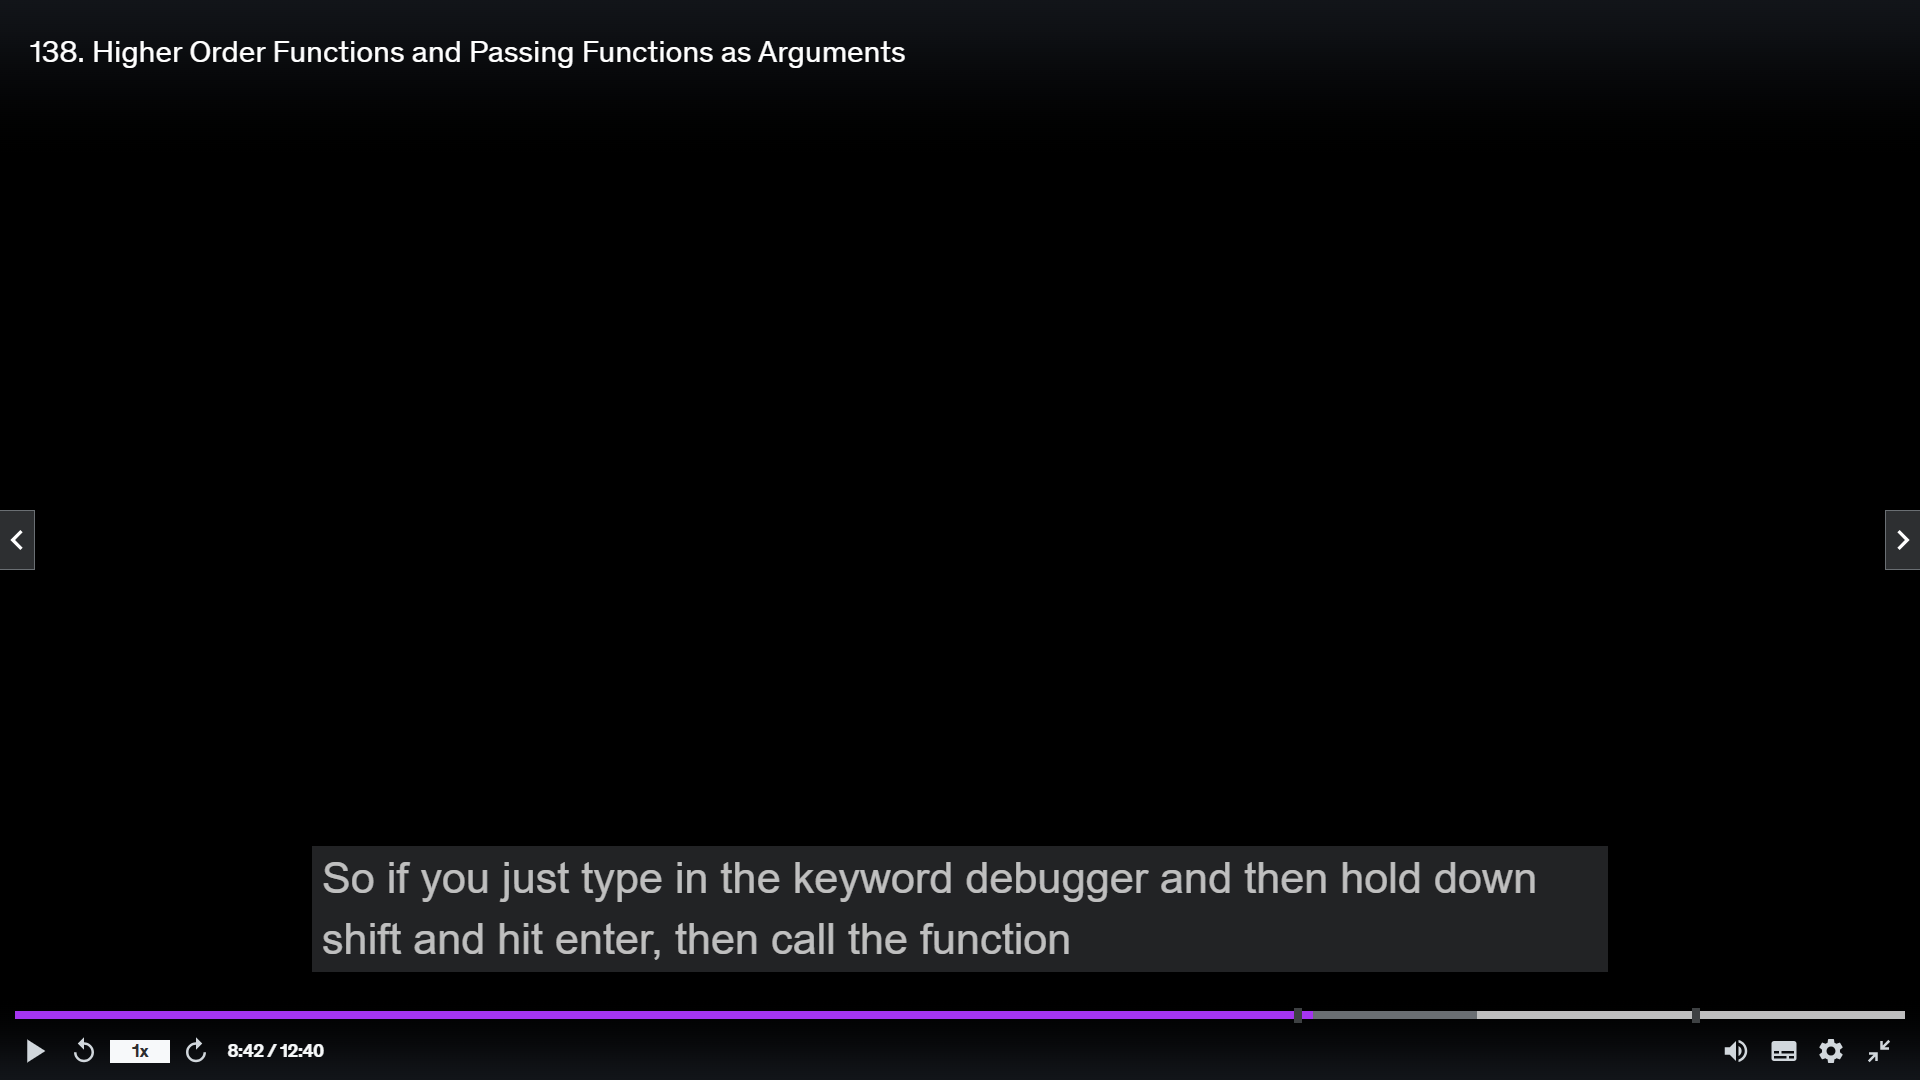 138. Higher Order Functions and Passing Functions as Arguments
So if you just type in the keyword debugger and then hold down
shift and hit enter, then call the function
1x
8:42 / 12:40